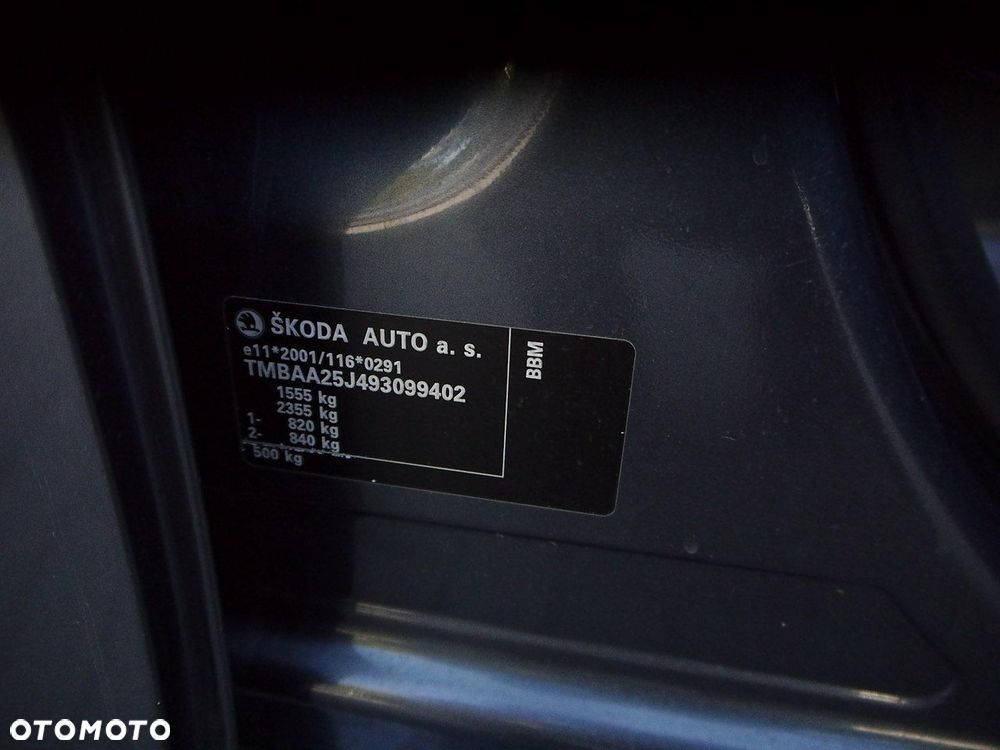 ŠKODA AUTO a. s.
e11*2001/116*0291
TMBAA25J493099402
1555 kg
2355 kg
1- 820 kg
2- 840 kg
500 kg
BBM
OTOMOTO